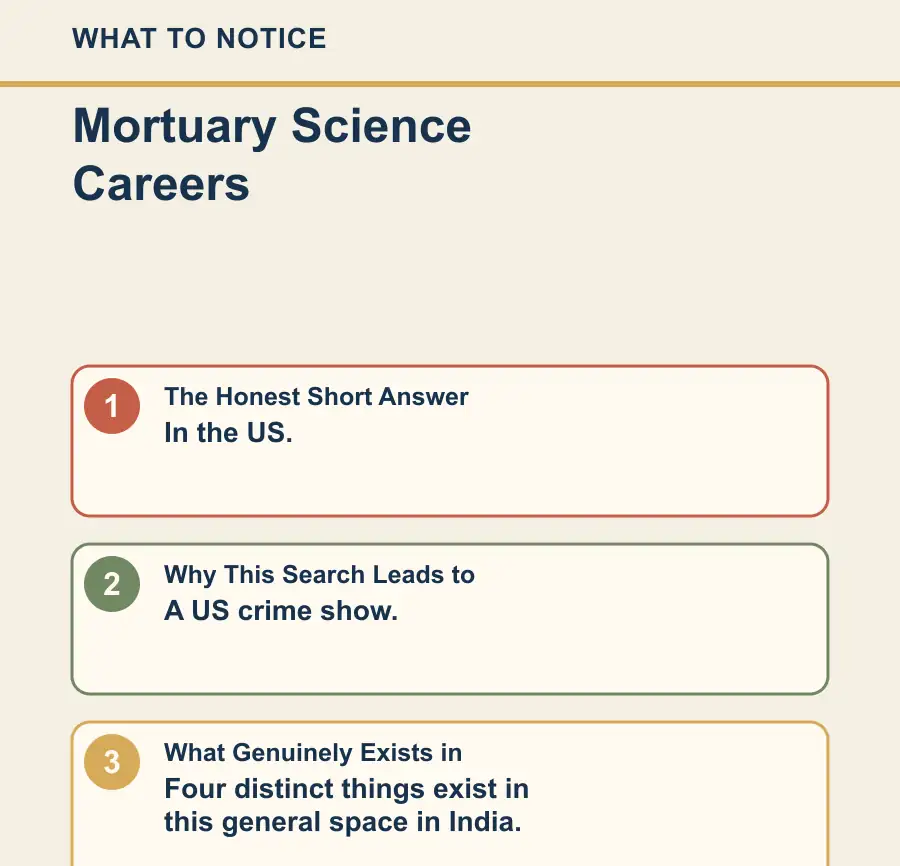 WHAT TO NOTICE
Mortuary Science
Careers
1
The Honest Short Answer
In the US.
2
Why This Search Leads to
A US crime show.
3
What Genuinely Exists in
Four distinct things exist in
this general space in India.